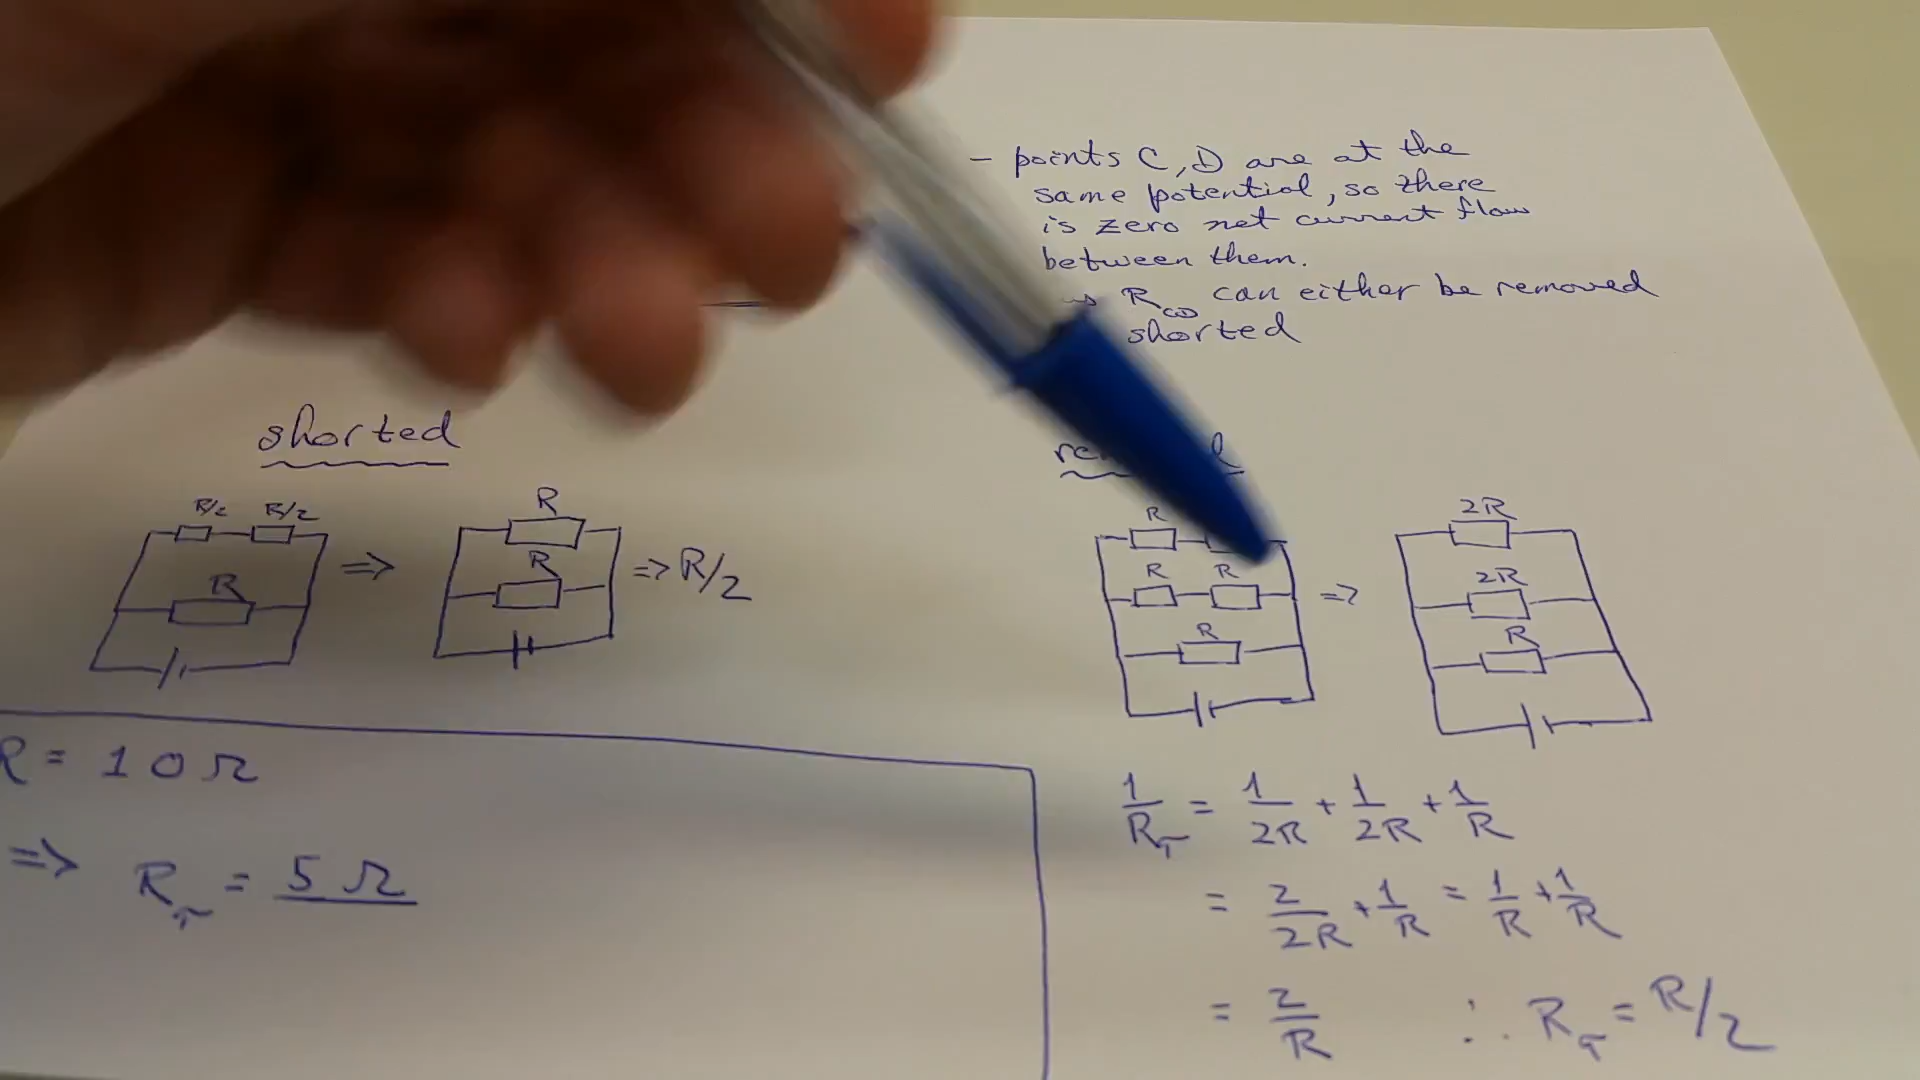 - points C, D are at the
same potential, so there
is zero net current flow
between them.
R_CD can either be removed
shorted
shorted
R/2 R/2
R
=>
R
R
=> R/2
R
R R
R
=>
2R
2R
R
R = 10 Ω
=> R_T = 5 Ω
1/R_T = 1/2R + 1/2R + 1/R
= 2/2R + 1/R = 1/R + 1/R
= 2/R ∴ R_T = R/2